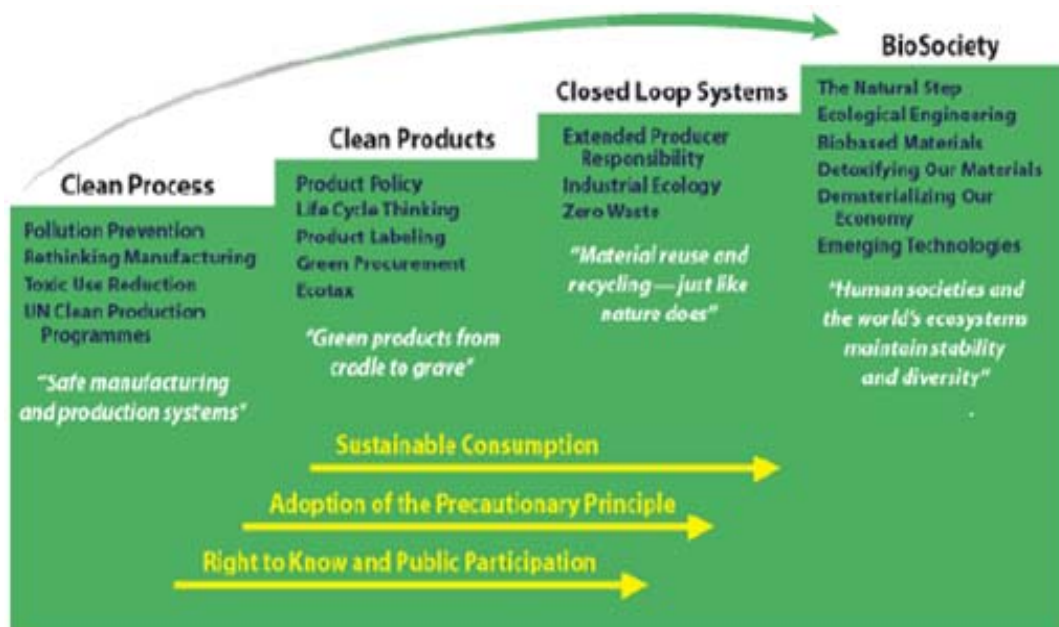 Clean Process
Pollution Prevention
Rethinking Manufacturing
Toxic Use Reduction
UN Clean Production
Programmes
"Safe manufacturing
and production systems"
Clean Products
Product Policy
Life Cycle Thinking
Product Labeling
Green Procurement
Ecotax
"Green products from
cradle to grave"
Closed Loop Systems
Extended Producer
Responsibility
Industrial Ecology
Zero Waste
"Material reuse and
recycling—just like
nature does"
BioSociety
The Natural Step
Ecological Engineering
Biobased Materials
Detoxifying Our Materials
Dematerializing Our
Economy
Emerging Technologies
"Human societies and
the world's ecosystems
maintain stability
and diversity"
Sustainable Consumption
Adoption of the Precautionary Principle
Right to Know and Public Participation